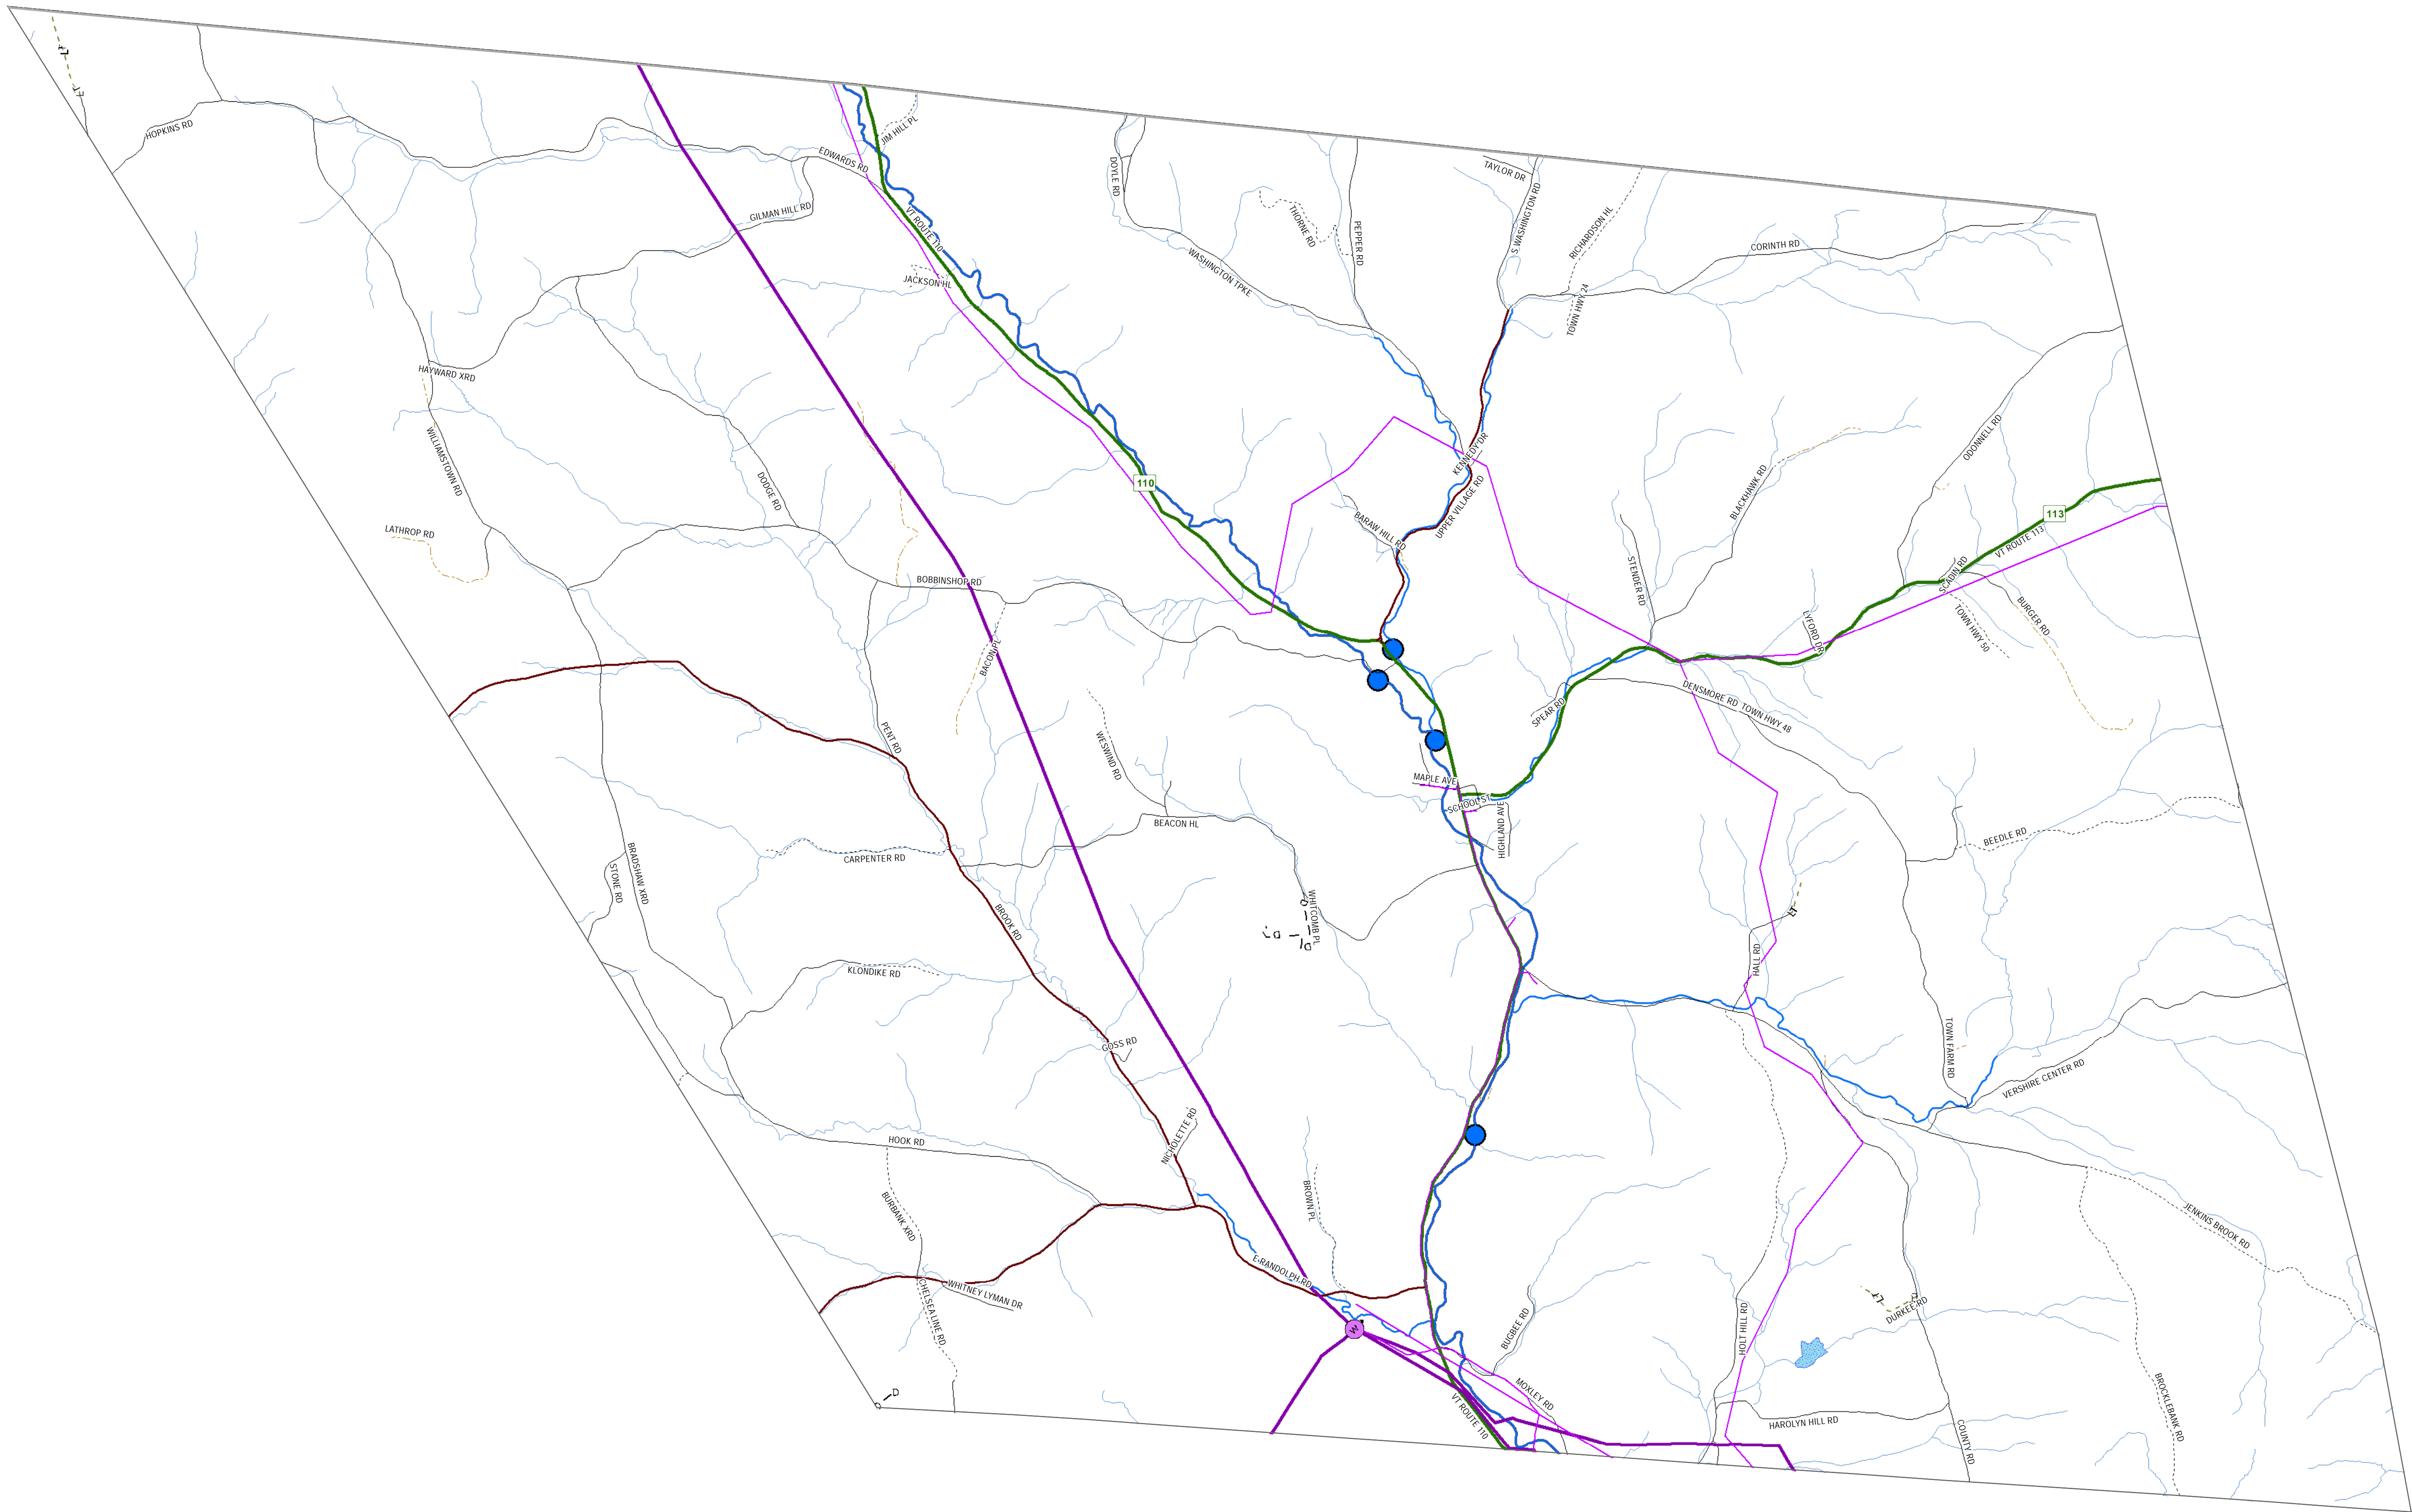 HOPKINS RD
JIM HILL PL
EDWARDS RD
DOYLE RD
TAYLOR DR
S WASHINGTON RD
RICHARDSON HL
THORNE RD
PEPPER RD
GILMAN HILL RD
VT ROUTE 110
CORINTH RD
WASHINGTON TPKE
JACKSON HL
TOWN HWY 24
HAYWARD XRD
WILLIAMSTOWN RD
DODGE RD
110
KENNEDY DR
UPPER VILLAGE RD
BARAW HILL RD
BLACKHAWK RD
ODONNELL RD
113
VT ROUTE 113
LATHROP RD
BOBBINSHOP RD
STENDER RD
SCADIN RD
BURGER RD
TOWN HWY 50
LYFORD DR
BACON PL
PENT RD
WESWIND RD
SPEAR RD
DENSMORE RD
TOWN HWY 48
MAPLE AVE
SCHOOL ST
HIGHLAND AVE
BEACON HL
BEEDLE RD
CARPENTER RD
BRADSHAW XRD
STONE RD
BROOK RD
WHITCOMB PL
HALL RD
KLONDIKE RD
GOSS RD
TOWN FARM RD
VERSHIRE CENTER RD
NICHOLETTE RD
HOOK RD
BURBANK XRD
BROWN PL
JENKINS BROOK RD
E RANDOLPH RD
WHITNEY LYMAN DR
CHELSEA LINE RD
W
BUGBEE RD
HOLT HILL RD
DURKEE RD
MOXLEY RD
VT ROUTE 110
HAROLYN HILL RD
COUNTY RD
BROCKLEBANK RD
D